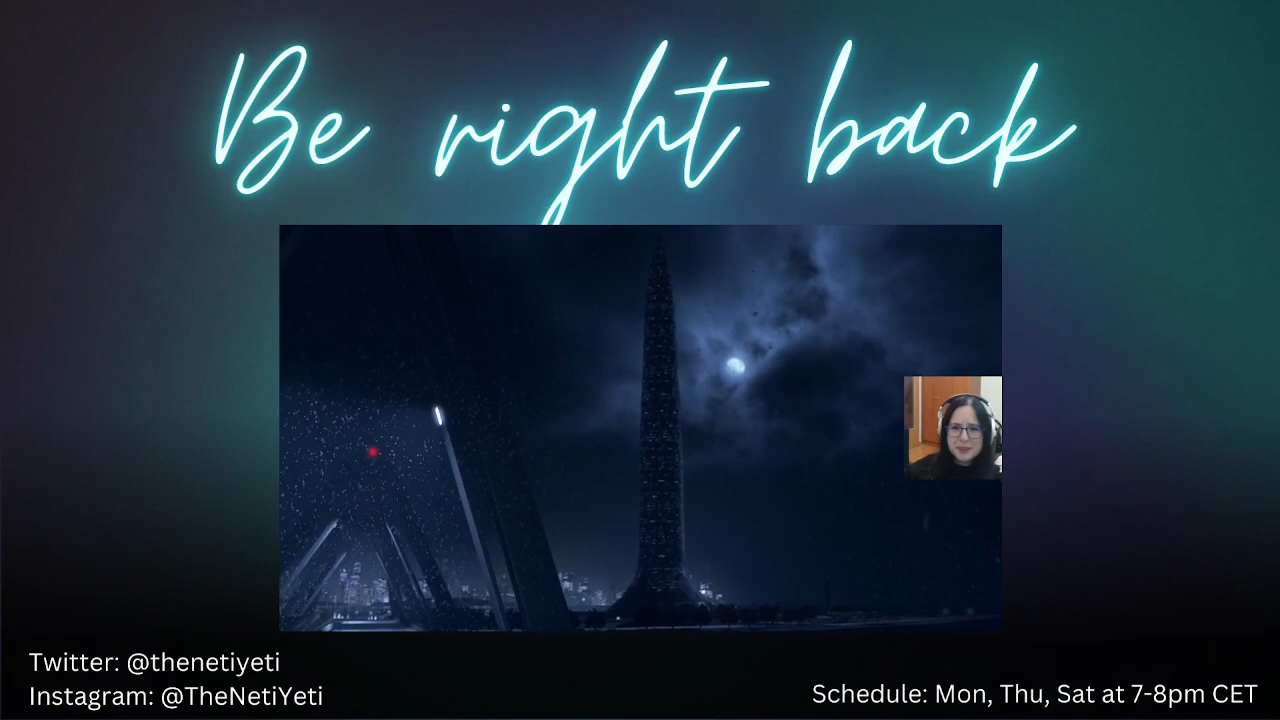 Be right back
Twitter: @thenetiyeti
Instagram: @TheNetiYeti
Schedule: Mon, Thu, Sat at 7-8pm CET